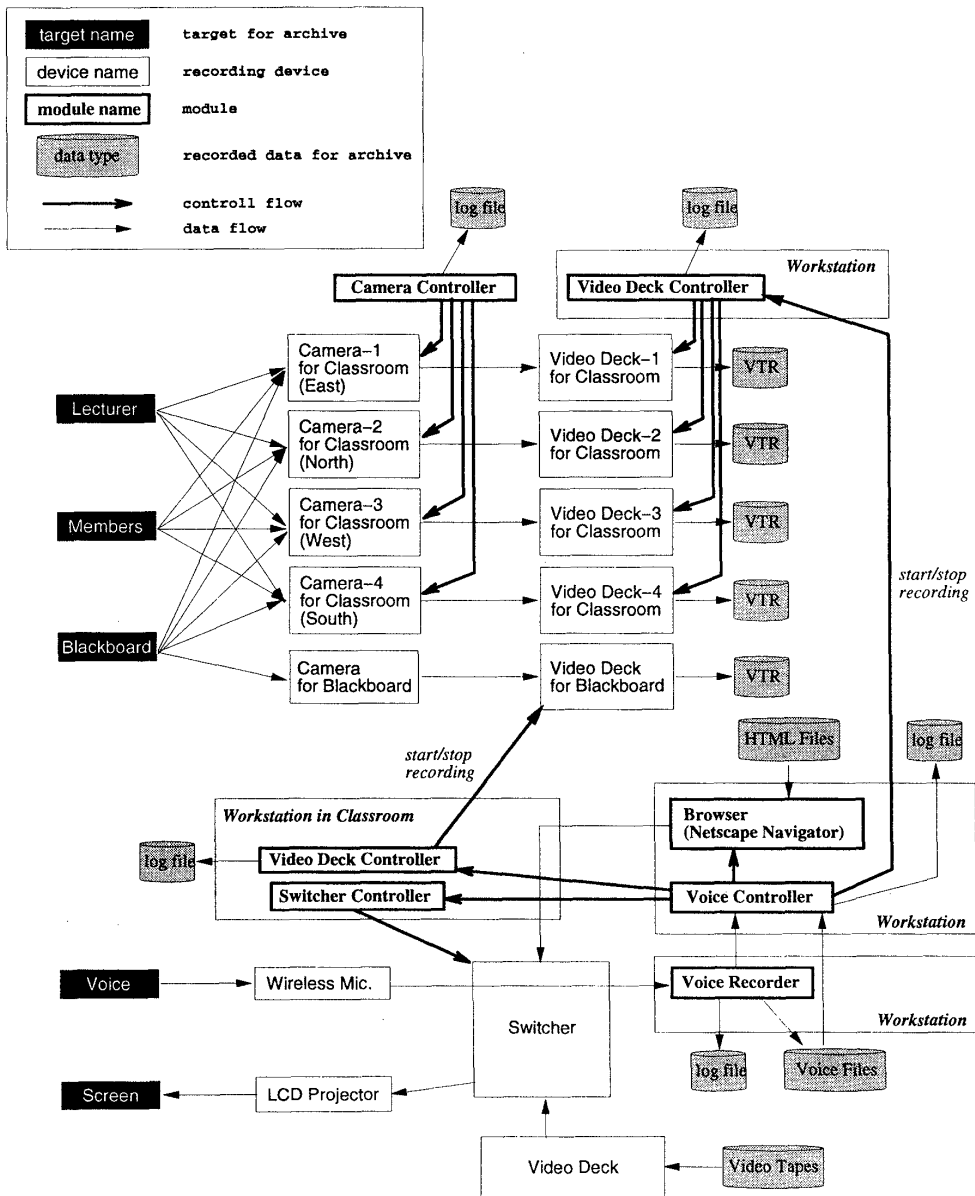 target name
target for archive
device name
recording device
module name
module
data type
recorded data for archive
controll flow
data flow
log file
log file
Workstation
Camera Controller
Video Deck Controller
Camera-1
for Classroom
(East)
Video Deck-1
for Classroom
VTR
Lecturer
Camera-2
for Classroom
(North)
Video Deck-2
for Classroom
VTR
Members
Camera-3
for Classroom
(West)
Video Deck-3
for Classroom
VTR
Camera-4
for Classroom
(South)
Video Deck-4
for Classroom
VTR
start/stop
recording
Blackboard
Camera
for Blackboard
Video Deck
for Blackboard
VTR
start/stop
recording
HTML Files
log file
Workstation in Classroom
Browser
(Netscape Navigator)
log file
Video Deck Controller
Switcher Controller
Voice Controller
Workstation
Voice
Wireless Mic.
Voice Recorder
Switcher
Workstation
log file
Voice Files
Screen
LCD Projector
Video Deck
Video Tapes